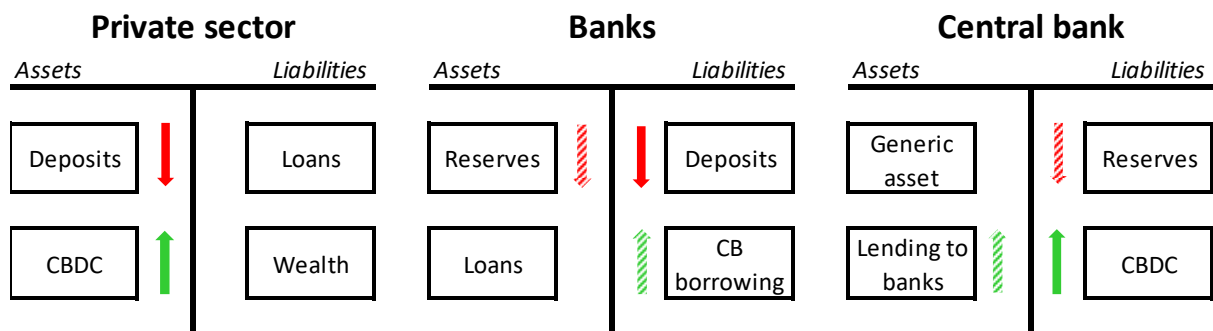 Private sector
Banks
Central bank
Assets
Liabilities
Assets
Liabilities
Assets
Liabilities
Deposits
Loans
Reserves
Deposits
Generic
asset
Reserves
CBDC
Wealth
Loans
CB
borrowing
Lending to
banks
CBDC